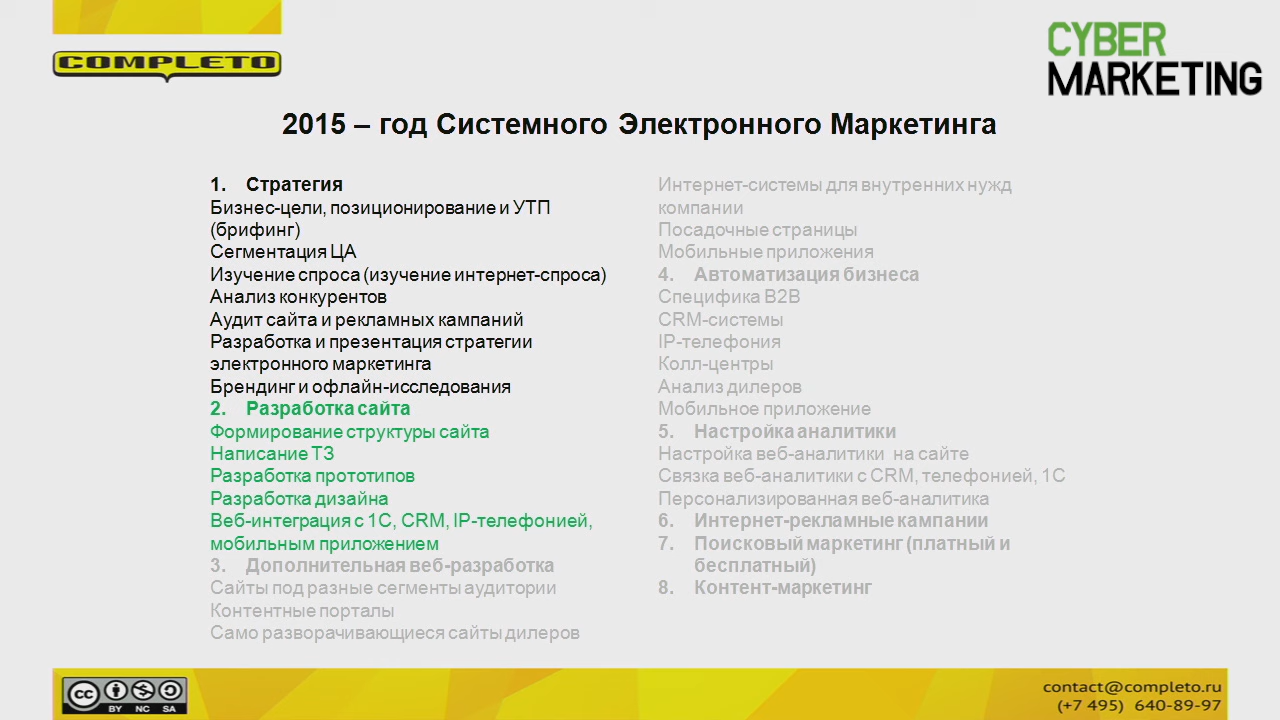 COMPLETO
CYBER
MARKETING
2015 – год Системного Электронного Маркетинга
1. Стратегия
Бизнес-цели, позиционирование и УТП
(брифинг)
Сегментация ЦА
Изучение спроса (изучение интернет-спроса)
Анализ конкурентов
Аудит сайта и рекламных кампаний
Разработка и презентация стратегии
электронного маркетинга
Брендинг и офлайн-исследования
2. Разработка сайта
Формирование структуры сайта
Написание ТЗ
Разработка прототипов
Разработка дизайна
Веб-интеграция с 1С, CRM, IP-телефонией,
мобильным приложением
3. Дополнительная веб-разработка
Сайты под разные сегменты аудитории
Контентные порталы
Само разворачивающиеся сайты дилеров
Интернет-системы для внутренних нужд
компании
Посадочные страницы
Мобильные приложения
4. Автоматизация бизнеса
Специфика B2B
CRM-системы
IP-телефония
Колл-центры
Анализ дилеров
Мобильное приложение
5. Настройка аналитики
Настройка веб-аналитики на сайте
Связка веб-аналитики с CRM, телефонией, 1С
Персонализированная веб-аналитика
6. Интернет-рекламные кампании
7. Поисковый маркетинг (платный и
бесплатный)
8. Контент-маркетинг
cc
BY NC SA
contact@completo.ru
(+7 495) 640-89-97